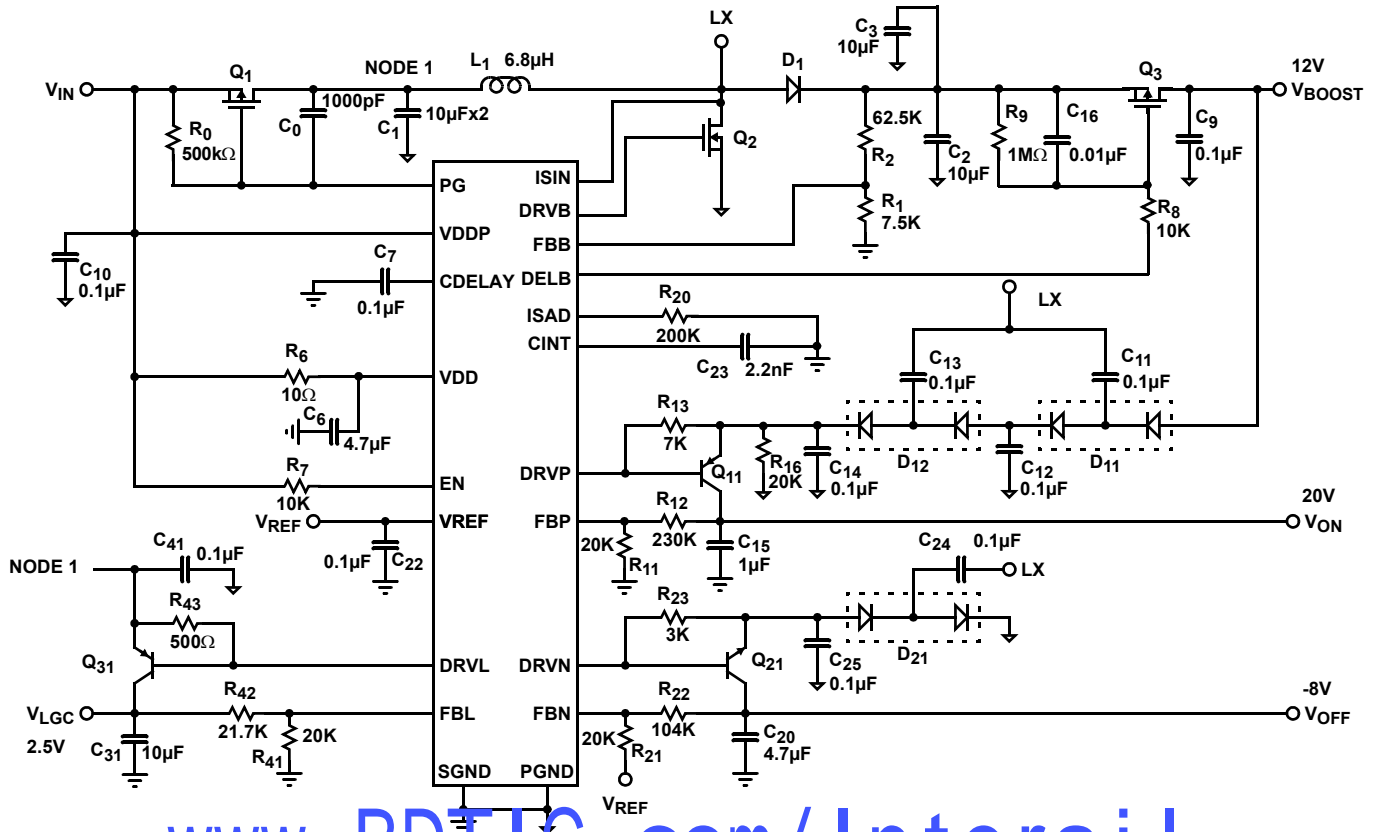 LX
C3
10µF
VIN
Q1
NODE 1
L1 6.8µH
D1
Q3
12V
VBOOST
R0
500kΩ
1000pF
C0
C1
10µFx2
Q2
62.5K
R2
C2
10µF
R9
1MΩ
C16
0.01µF
C9
0.1µF
PG
ISIN
DRVB
R1
7.5K
R8
10K
VDDP
FBB
C10
0.1µF
C7
0.1µF
CDELAY
DELB
R20
200K
LX
ISAD
CINT
C23
2.2nF
C13
0.1µF
C11
0.1µF
R6
10Ω
VDD
C6
4.7µF
R13
7K
D12
D11
R7
10K
EN
DRVP
Q11
R16
20K
C14
0.1µF
C12
0.1µF
VREF
VREF
FBP
R12
230K
20V
VON
C41
0.1µF
0.1µF
C22
20K
R11
C15
1µF
C24
0.1µF
LX
NODE 1
R43
500Ω
R23
3K
D21
Q31
DRVL
DRVN
Q21
C25
0.1µF
VLGC
2.5V
R42
21.7K
FBL
FBN
R22
104K
-8V
VOFF
C31
10µF
20K
R41
20K
R21
C20
4.7µF
SGND
PGND
VREF
www.BDTIC.com/Intersil